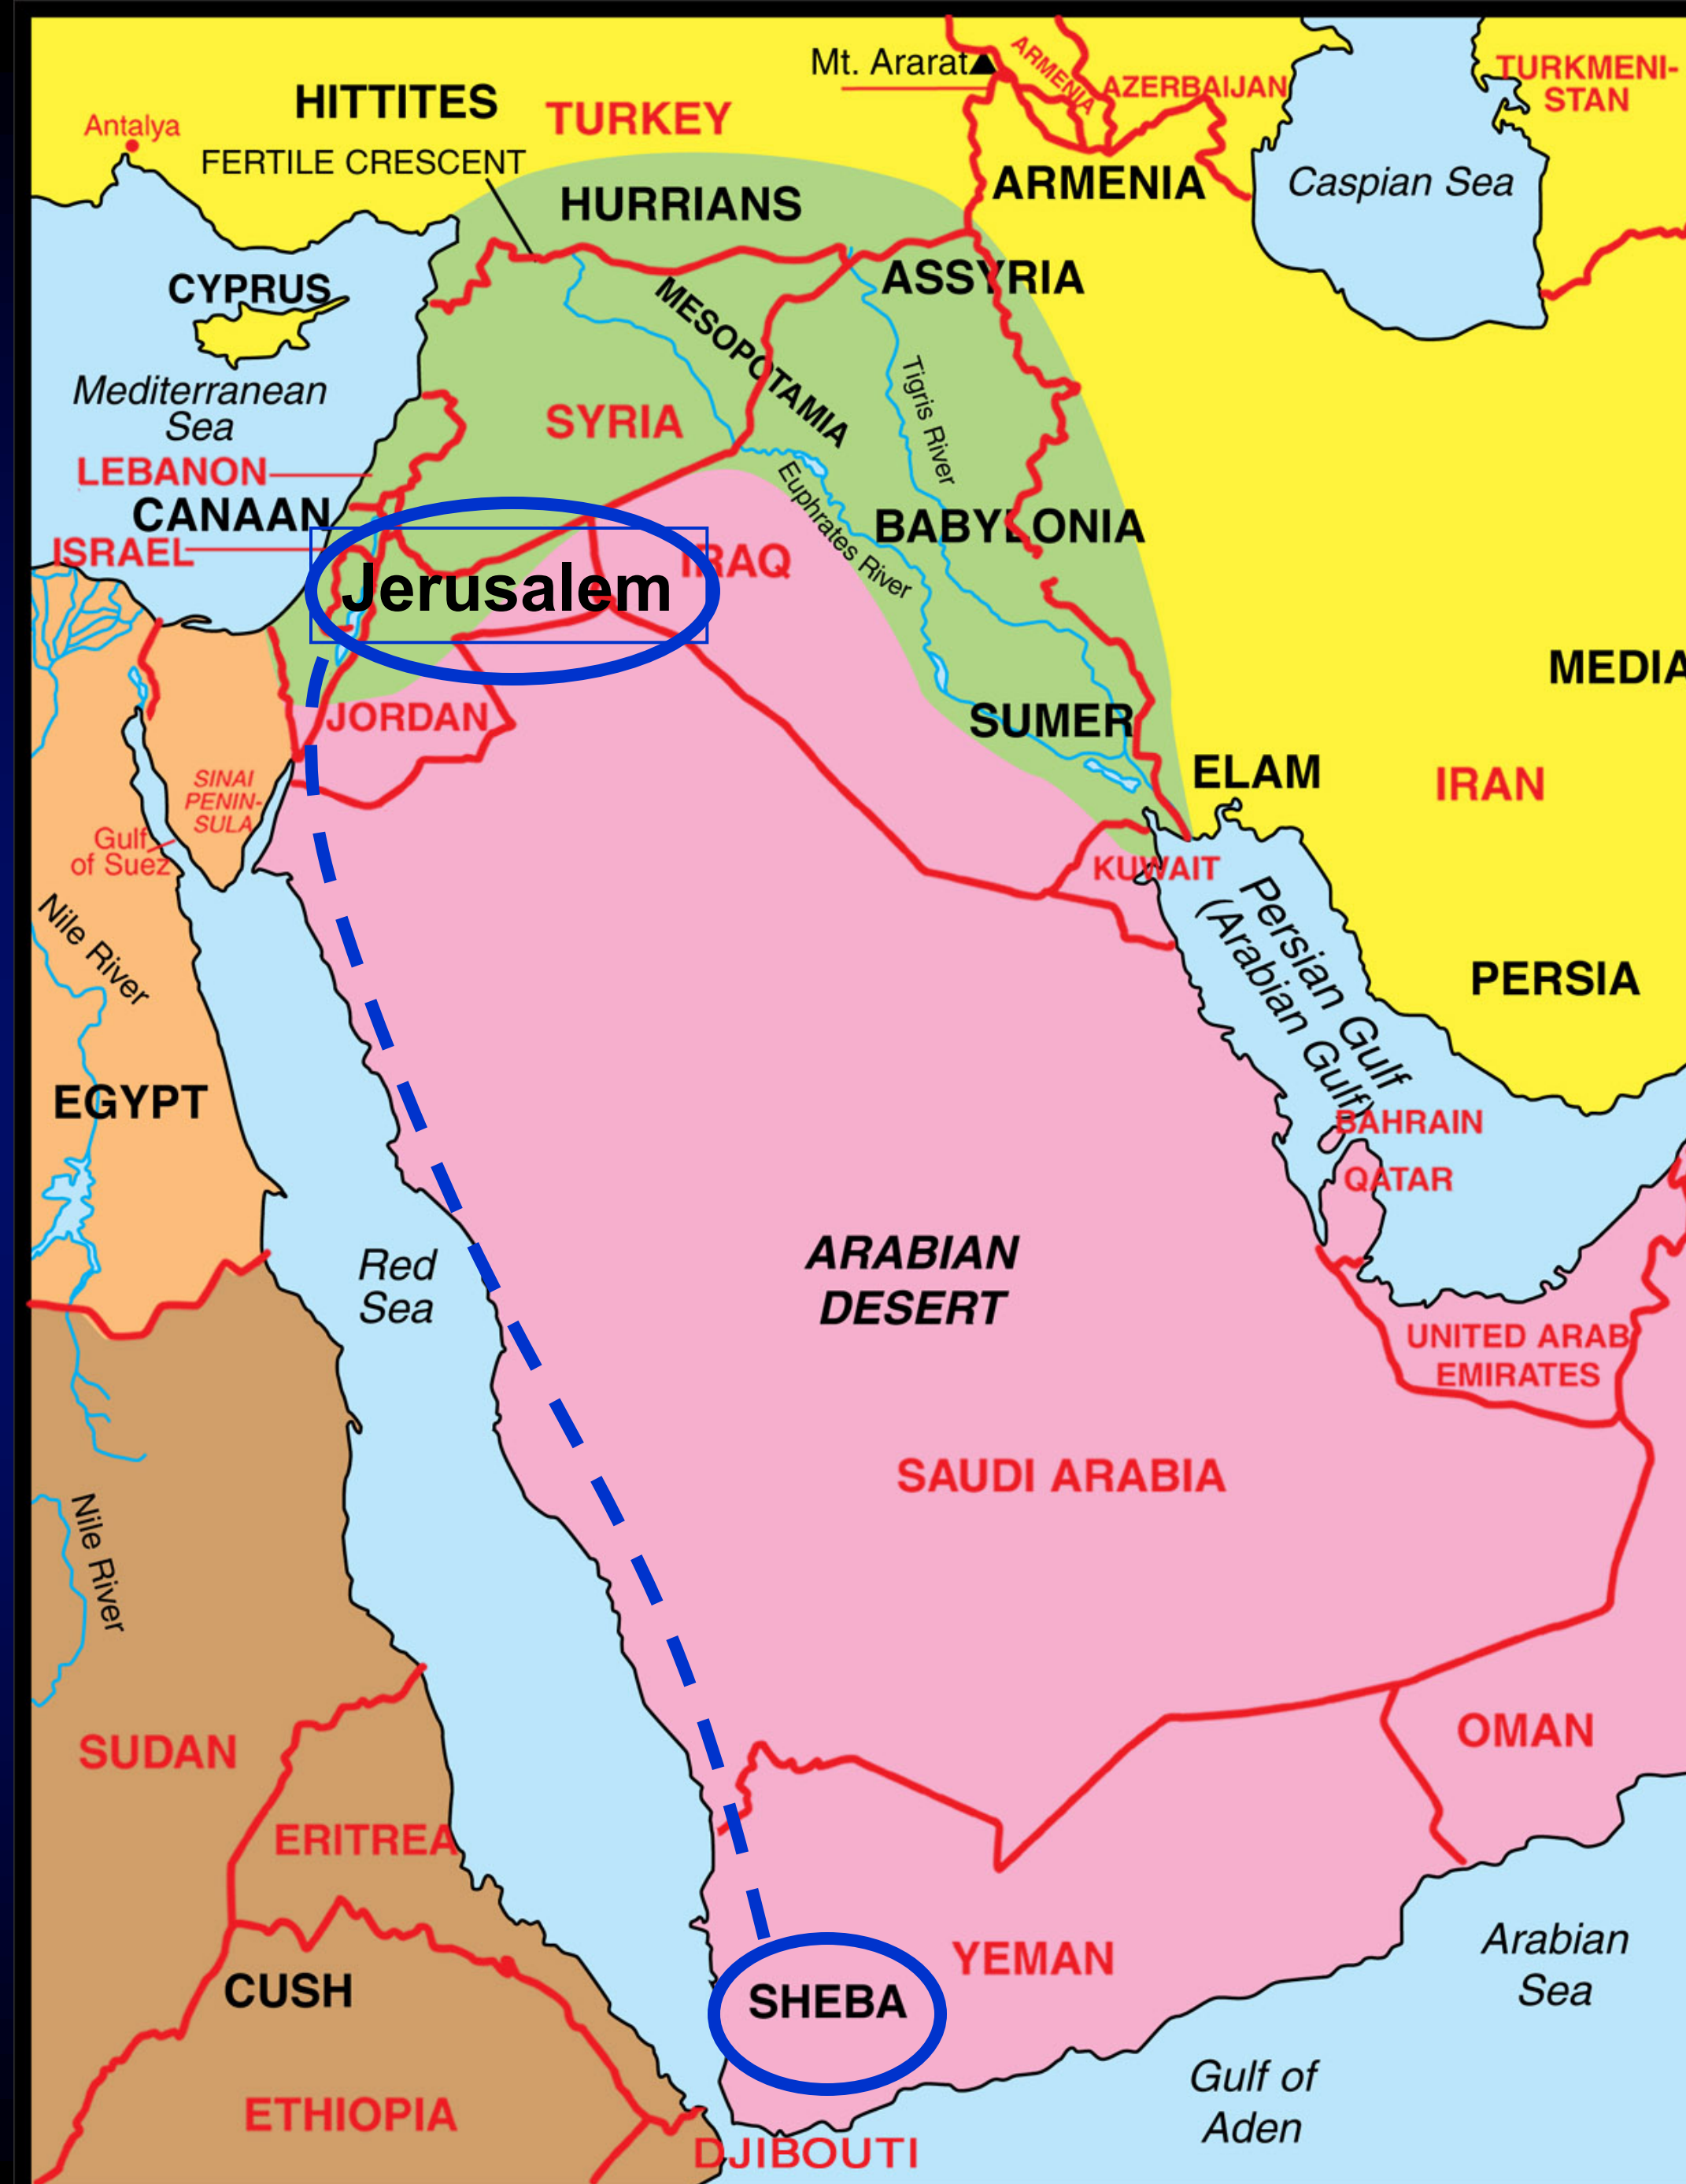 Mt. Ararat
ARMENIA
AZERBAIJAN
TURKMENI-
STAN
HITTITES
TURKEY
Antalya
FERTILE CRESCENT
HURRIANS
ARMENIA
Caspian Sea
ASSYRIA
CYPRUS
MESOPOTAMIA
Mediterranean
Sea
SYRIA
Tigris River
LEBANON
CANAAN
Euphrates River
BABYLONIA
ISRAEL
IRAQ
Jerusalem
MEDIA
JORDAN
SUMER
ELAM
IRAN
SINAI
PENIN-
SULA
Gulf
of Suez
KUWAIT
Nile River
Persian Gulf
(Arabian Gulf)
PERSIA
EGYPT
BAHRAIN
QATAR
Red
Sea
ARABIAN
DESERT
UNITED ARAB
EMIRATES
SAUDI ARABIA
Nile River
SUDAN
OMAN
ERITREA
Arabian
Sea
YEMAN
CUSH
SHEBA
Gulf of
Aden
ETHIOPIA
DJIBOUTI